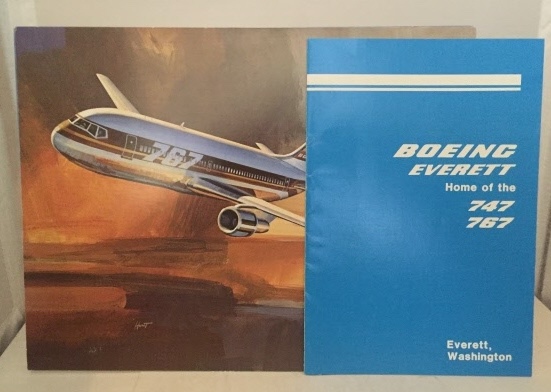 767
BOEING
EVERETT
Home of the
747
767
Everett,
Washington